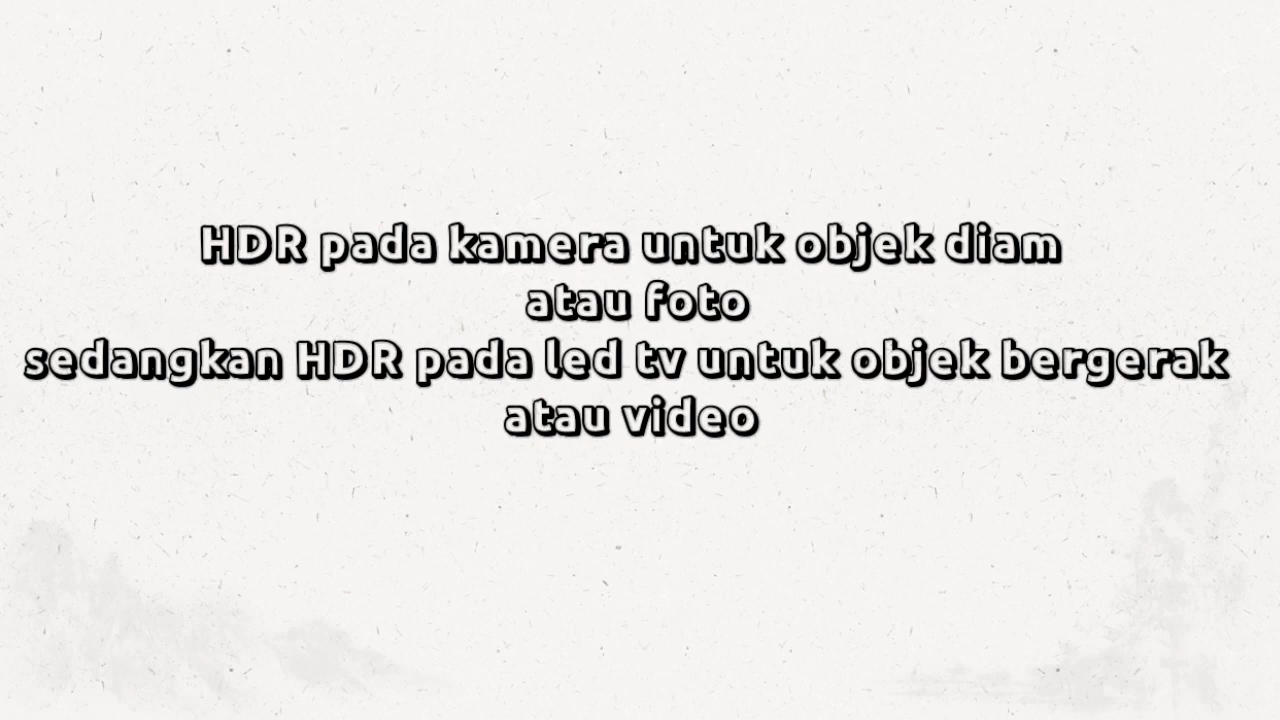 HDR pada kamera untuk objek diam
atau foto
sedangkan HDR pada led tv untuk objek bergerak
atau video